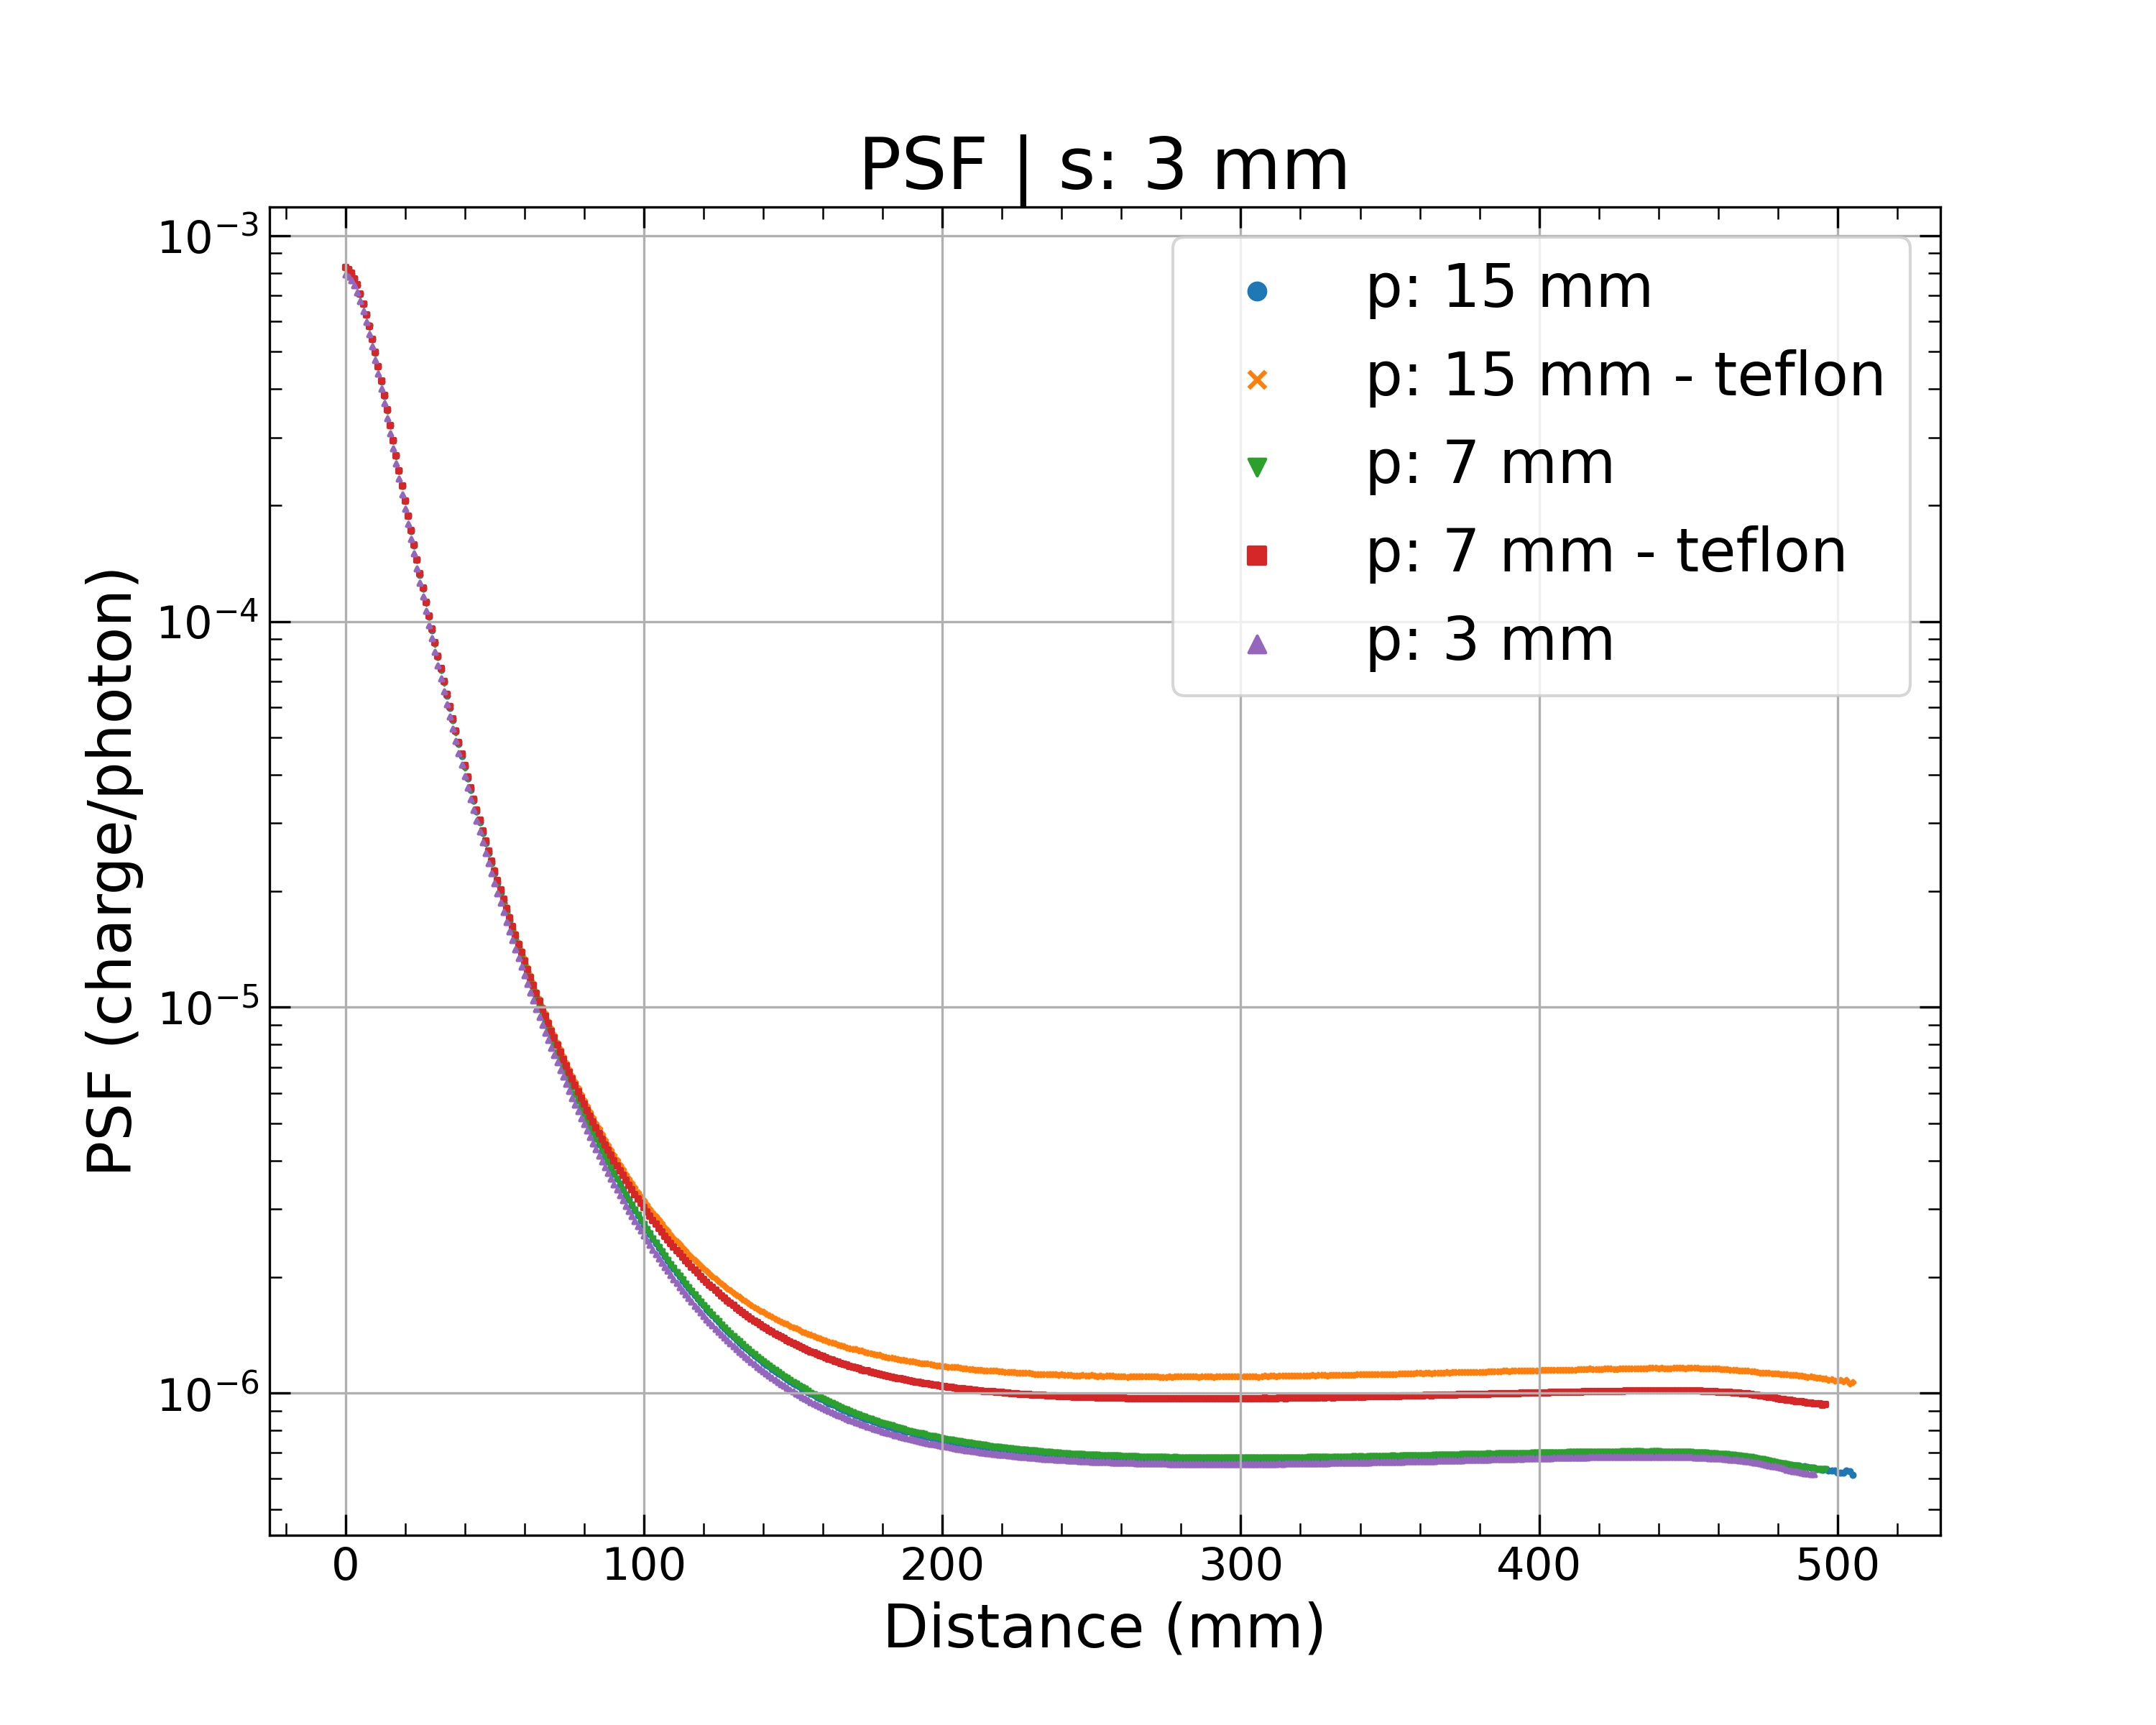 PSF | s: 3 mm
10⁻³
10⁻⁴
10⁻⁵
10⁻⁶
PSF (charge/photon)
p: 15 mm
p: 15 mm - teflon
p: 7 mm
p: 7 mm - teflon
p: 3 mm
0 100 200 300 400 500
Distance (mm)